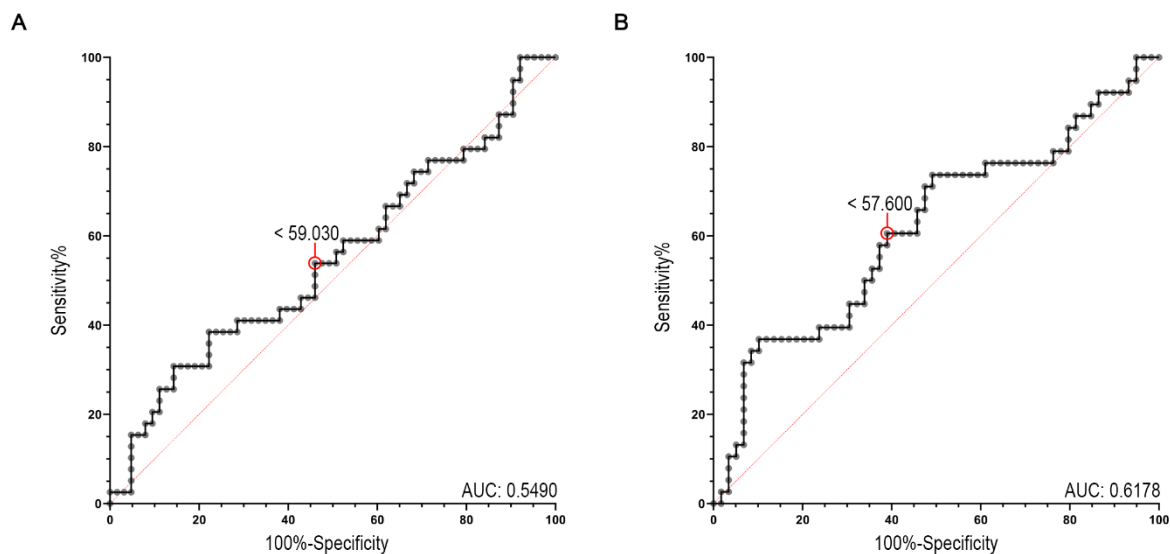 A
100
80
60
40
20
0
Sensitivity%
< 59.030
AUC: 0.5490
0 20 40 60 80 100
100%-Specificity
B
100
80
60
40
20
0
Sensitivity%
< 57.600
AUC: 0.6178
0 20 40 60 80 100
100%-Specificity